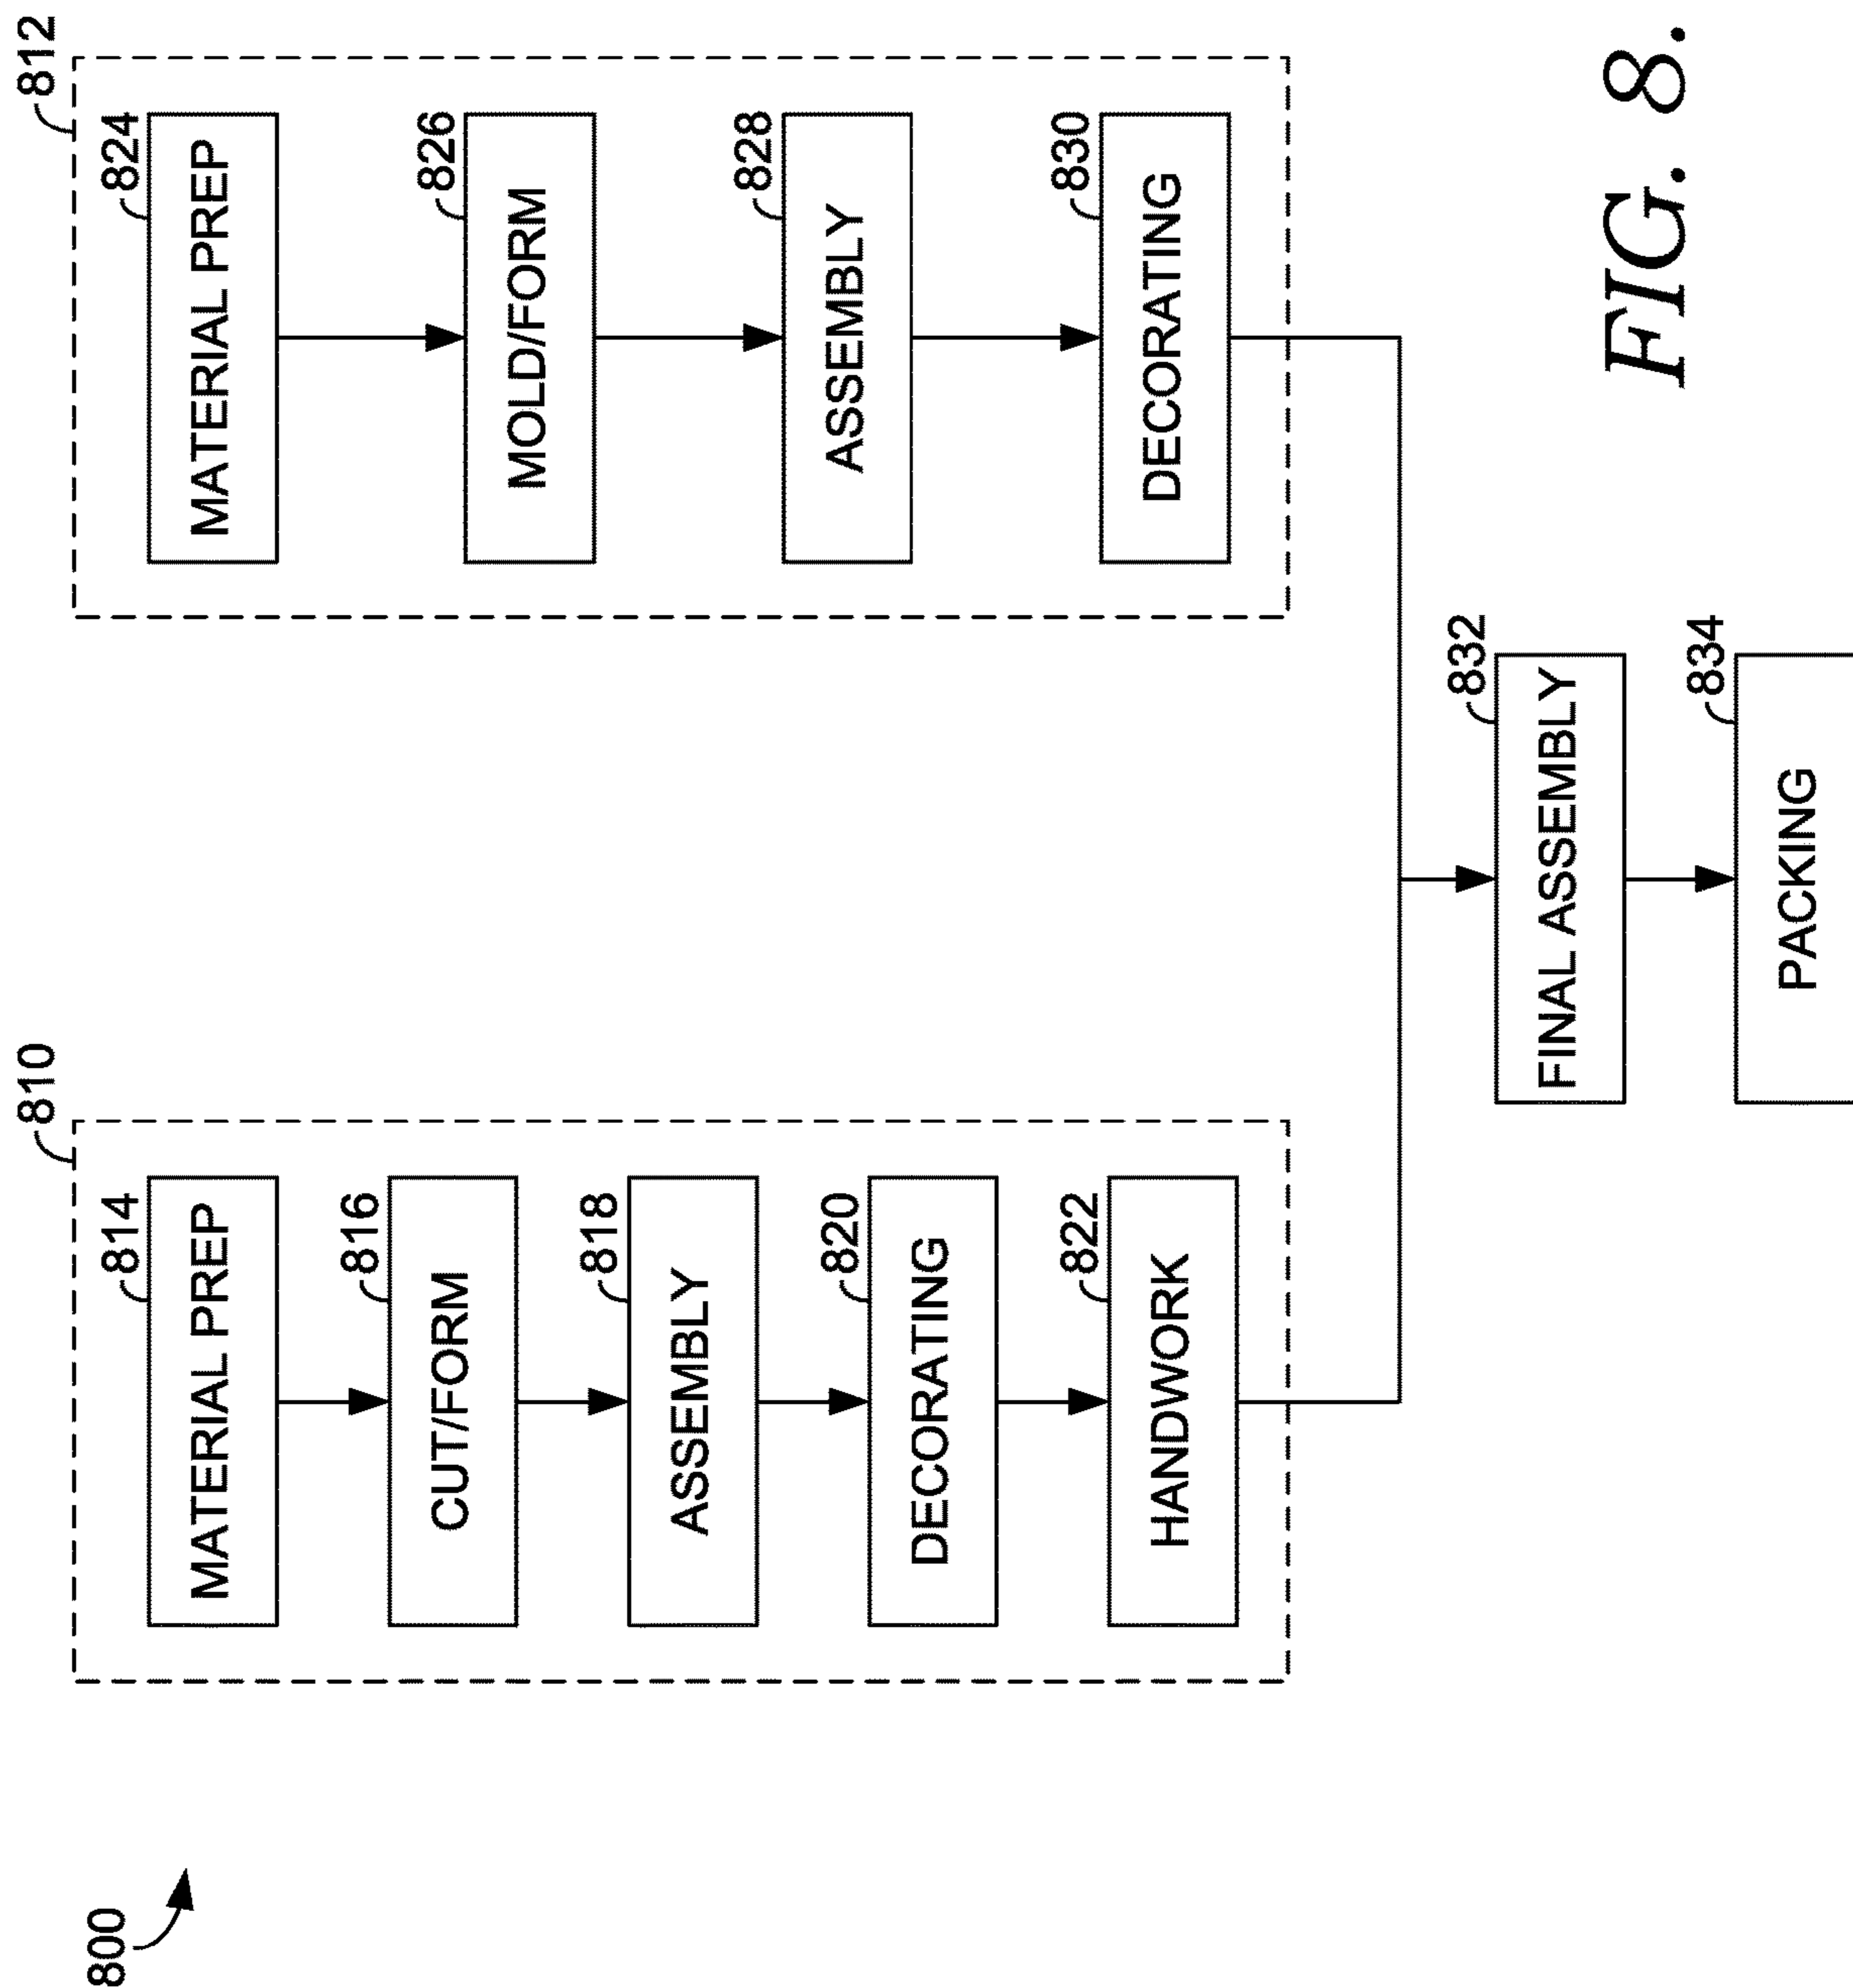 800
810
814
MATERIAL PREP
816
CUT/FORM
818
ASSEMBLY
820
DECORATING
822
HANDWORK
812
824
MATERIAL PREP
826
MOLD/FORM
828
ASSEMBLY
830
DECORATING
832
FINAL ASSEMBLY
834
PACKING
FIG. 8.